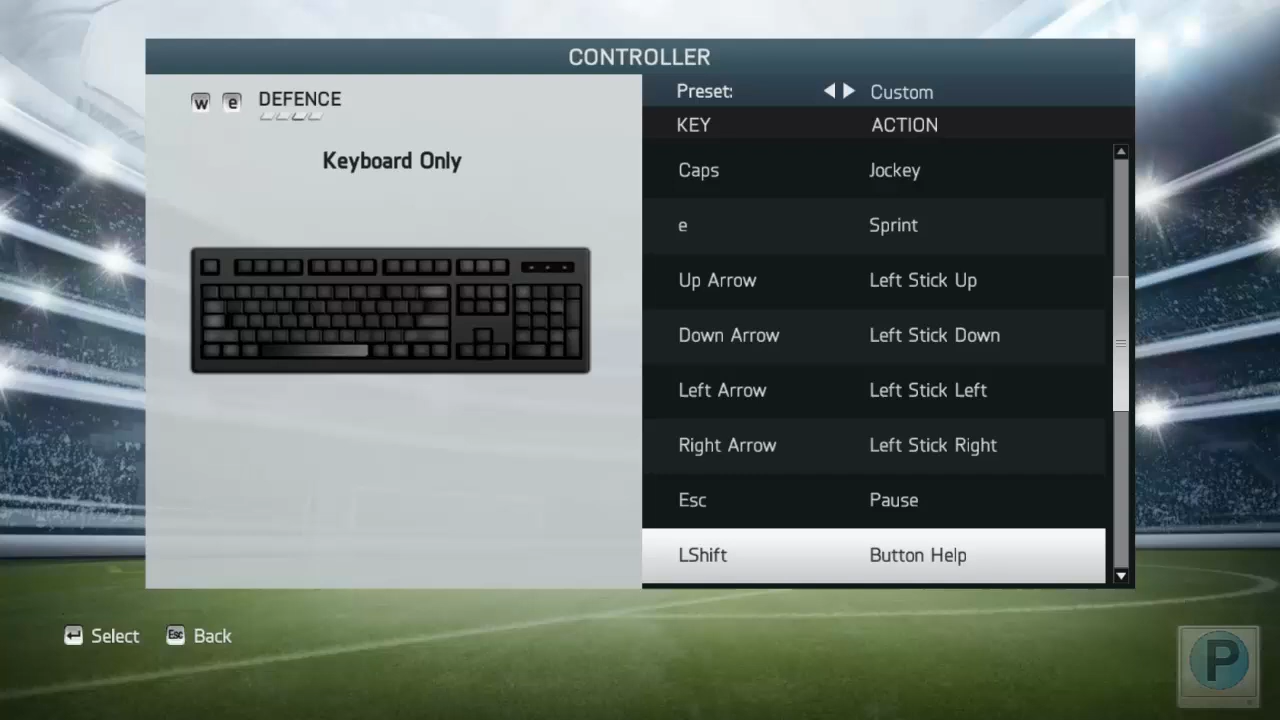 CONTROLLER
w e DEFENCE
Keyboard Only
Preset: Custom
KEY ACTION
Caps Jockey
e Sprint
Up Arrow Left Stick Up
Down Arrow Left Stick Down
Left Arrow Left Stick Left
Right Arrow Left Stick Right
Esc Pause
LShift Button Help
Select Esc Back
P